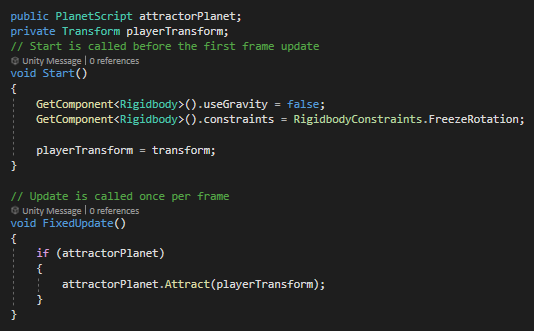 public PlanetScript attractorPlanet;
private Transform playerTransform;
// Start is called before the first frame update
Unity Message | 0 references
void Start()
{
GetComponent<Rigidbody>().useGravity = false;
GetComponent<Rigidbody>().constraints = RigidbodyConstraints.FreezeRotation;
playerTransform = transform;
}
// Update is called once per frame
Unity Message | 0 references
void FixedUpdate()
{
if (attractorPlanet)
{
attractorPlanet.Attract(playerTransform);
}
}